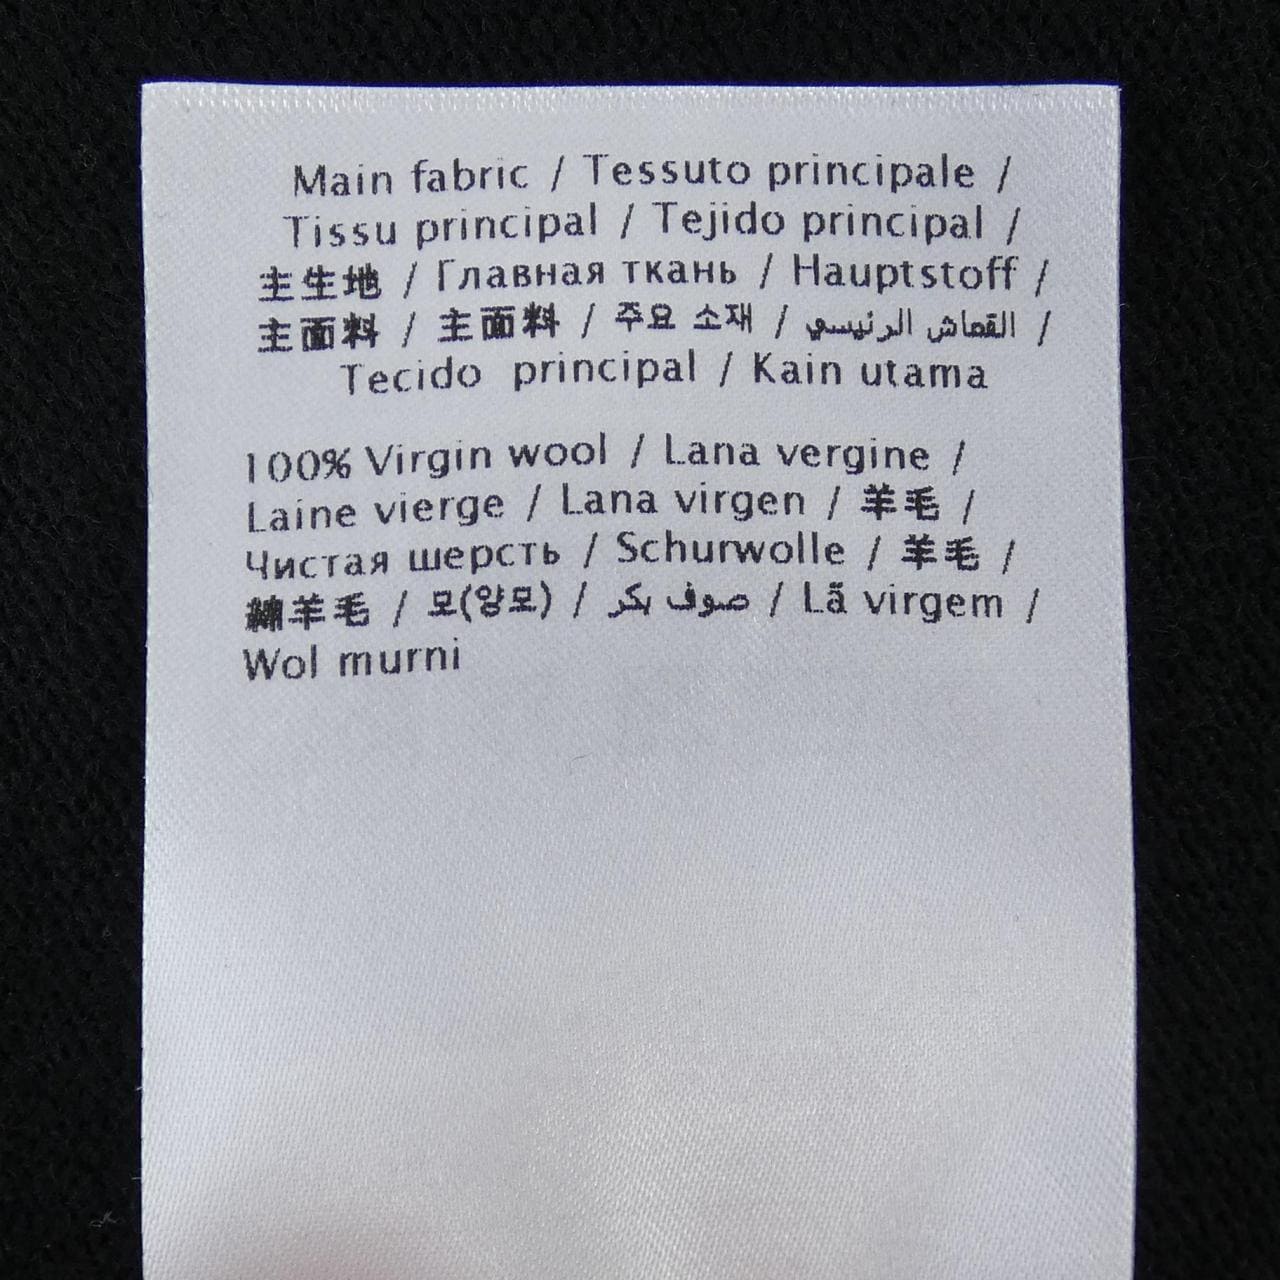 Main fabric / Tessuto principale /
Tissu principal / Tejido principal /
主生地 / Главная ткань / Hauptstoff /
主面料 / 主面料 / 주요 소재 / القماش الرئيسي /
Tecido principal / Kain utama
100% Virgin wool / Lana vergine /
Laine vierge / Lana virgen / 羊毛 /
Чистая шерсть / Schurwolle / 羊毛 /
羊毛 / 모(양모) / صوف بكر / Lã virgem /
Wol murni